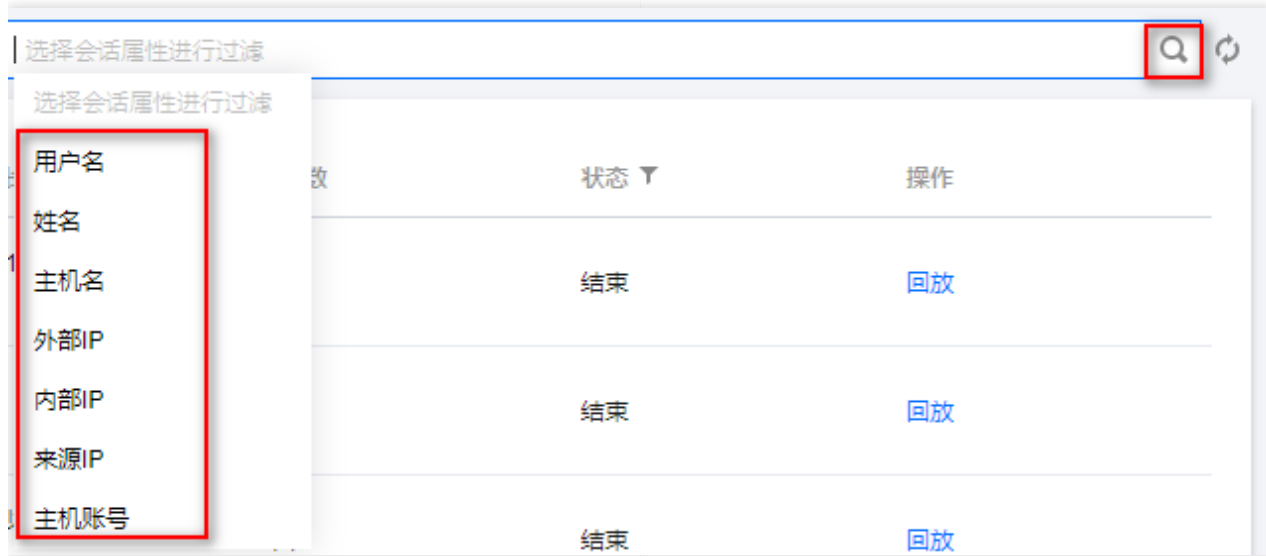 选择会话属性进行过滤
选择会话属性进行过滤
用户名
姓名
主机名
外部IP
内部IP
来源IP
主机账号
数 状态 操作
结束 回放
结束 回放
结束 回放